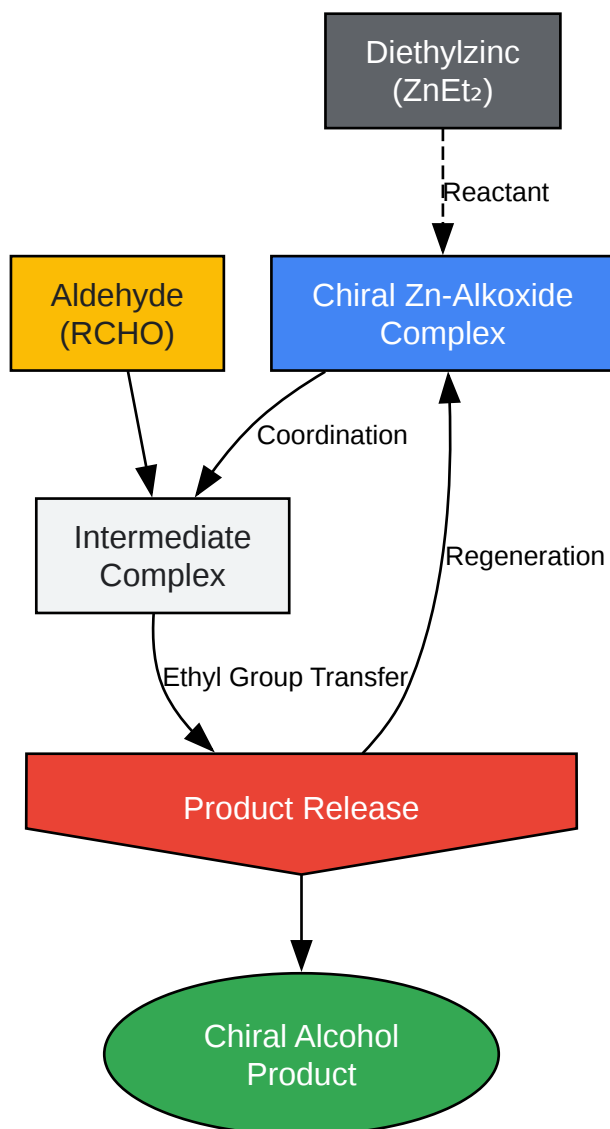 Diethylzinc
(ZnEt₂)
Reactant
Aldehyde
(RCHO)
Chiral Zn-Alkoxide
Complex
Coordination
Intermediate
Complex
Regeneration
Ethyl Group Transfer
Product Release
Chiral Alcohol
Product